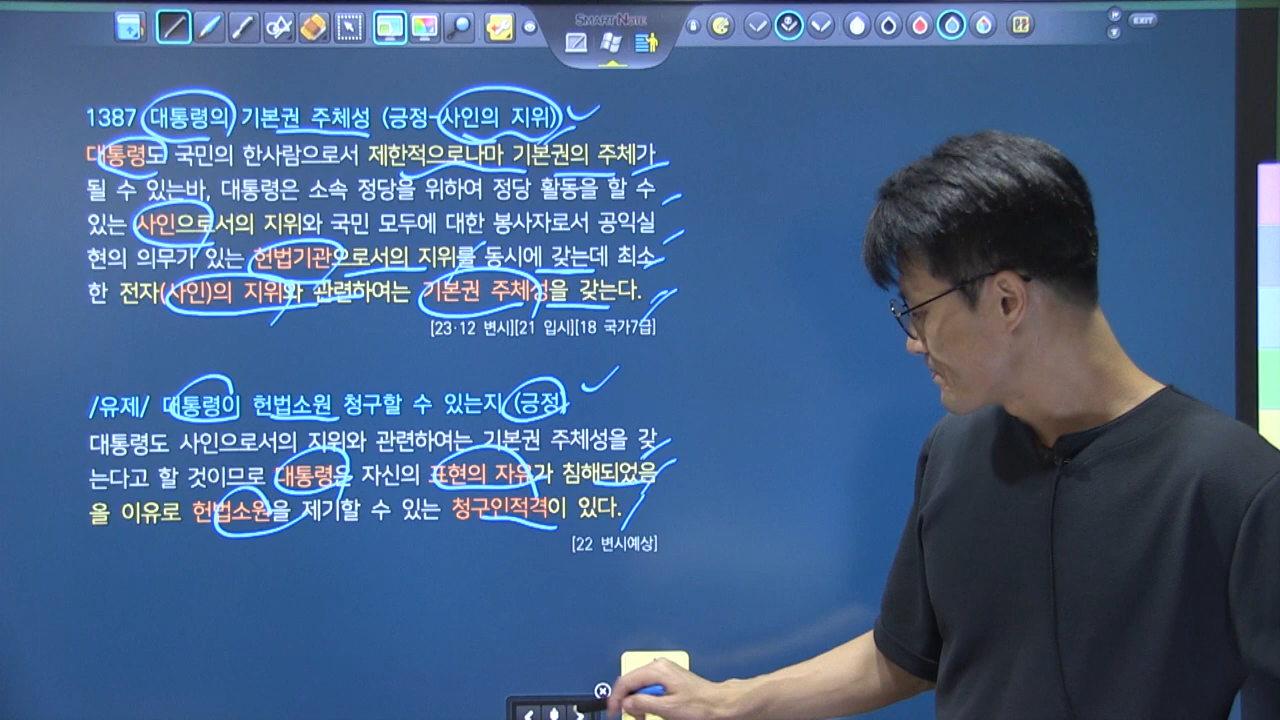 SMARTNOTE
EXIT
1387 대통령의 기본권 주체성 (긍정-사인의 지위)
대통령도 국민의 한사람으로서 제한적으로나마 기본권의 주체가
될 수 있는바, 대통령은 소속 정당을 위하여 정당 활동을 할 수
있는 사인으로서의 지위와 국민 모두에 대한 봉사자로서 공익실
현의 의무가 있는 헌법기관으로서의 지위를 동시에 갖는데 최소
한 전자(사인)의 지위와 관련하여는 기본권 주체성을 갖는다.
[23·12 변시][21 입시][18 국가7급]
/유제/ 대통령이 헌법소원 청구할 수 있는지 (긍정)
대통령도 사인으로서의 지위와 관련하여는 기본권 주체성을 갖
는다고 할 것이므로 대통령은 자신의 표현의 자유가 침해되었음
을 이유로 헌법소원을 제기할 수 있는 청구인적격이 있다.
[22 변시예상]